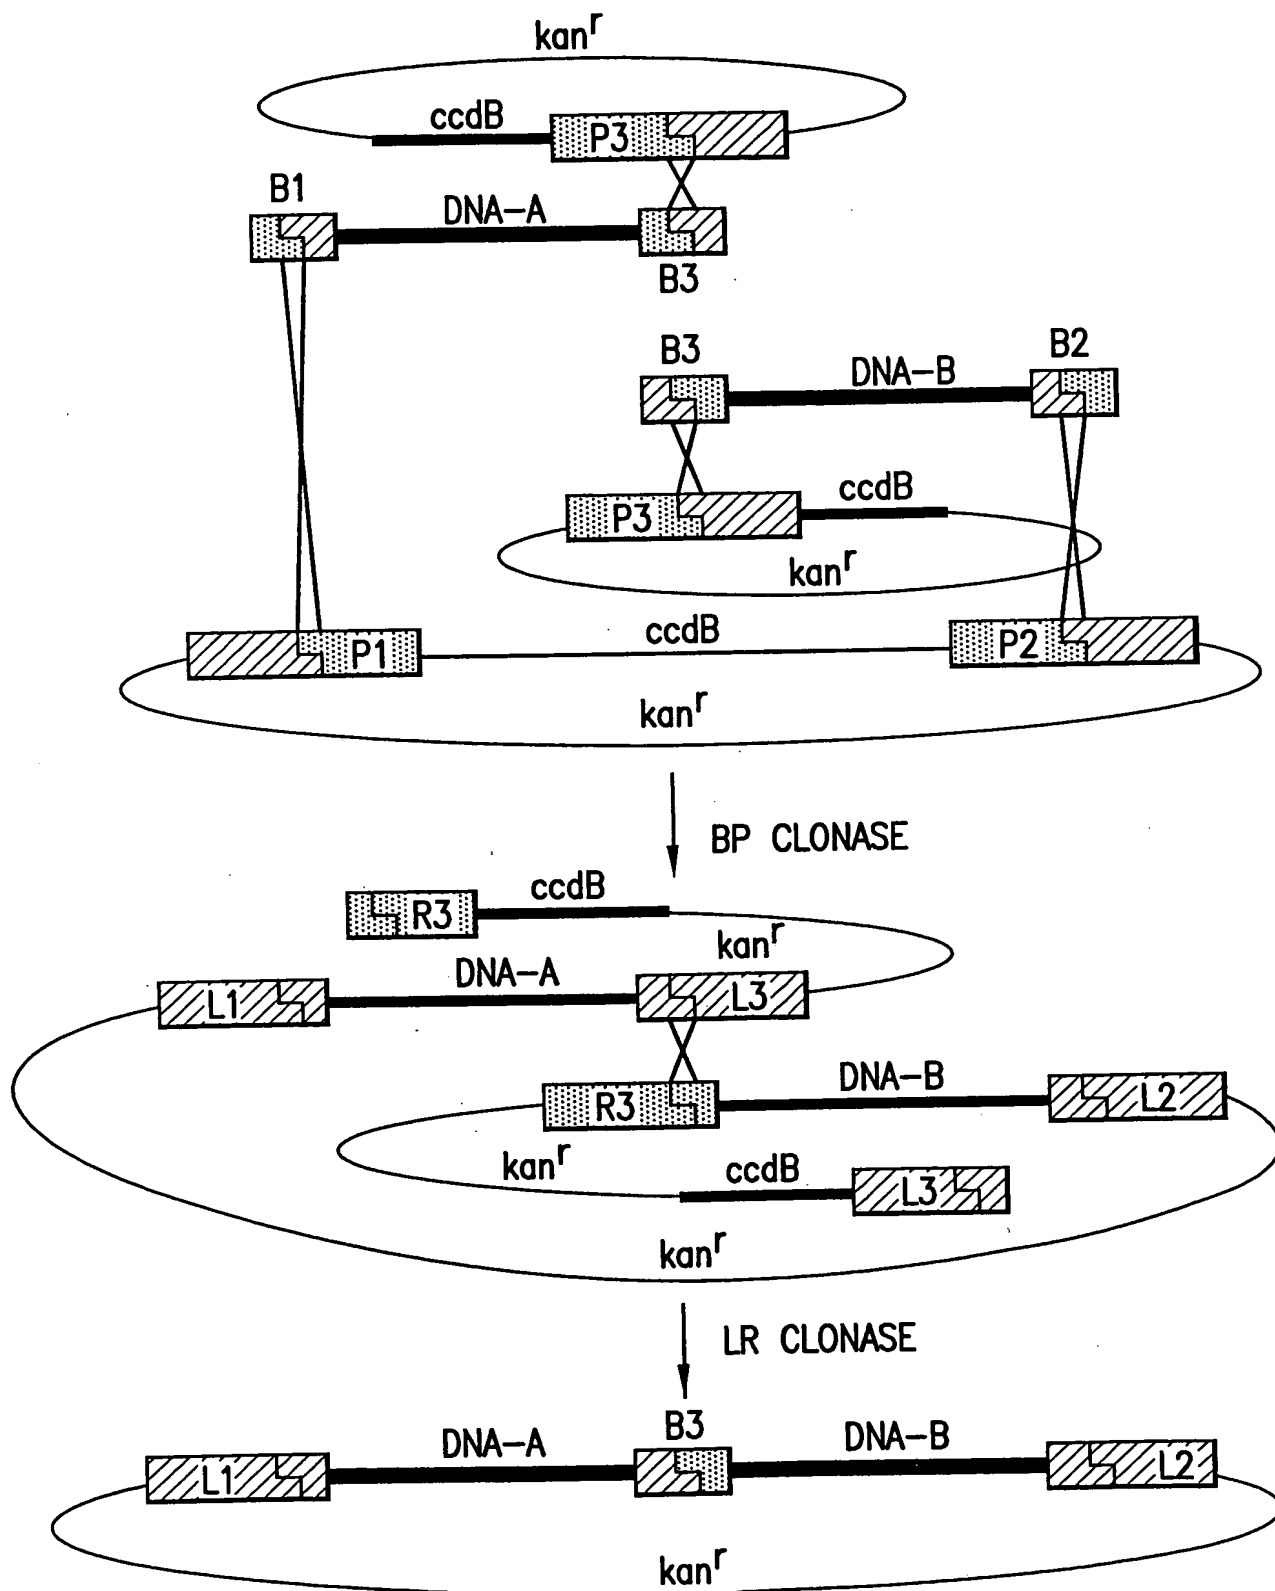 kanʳ
ccdB
P3
B1
DNA-A
B3
B3
DNA-B
B2
P3
ccdB
kanʳ
P1
ccdB
P2
kanʳ
BP CLONASE
R3
ccdB
kanʳ
L1
DNA-A
L3
R3
DNA-B
L2
kanʳ
ccdB
L3
kanʳ
LR CLONASE
L1
DNA-A
B3
DNA-B
L2
kanʳ